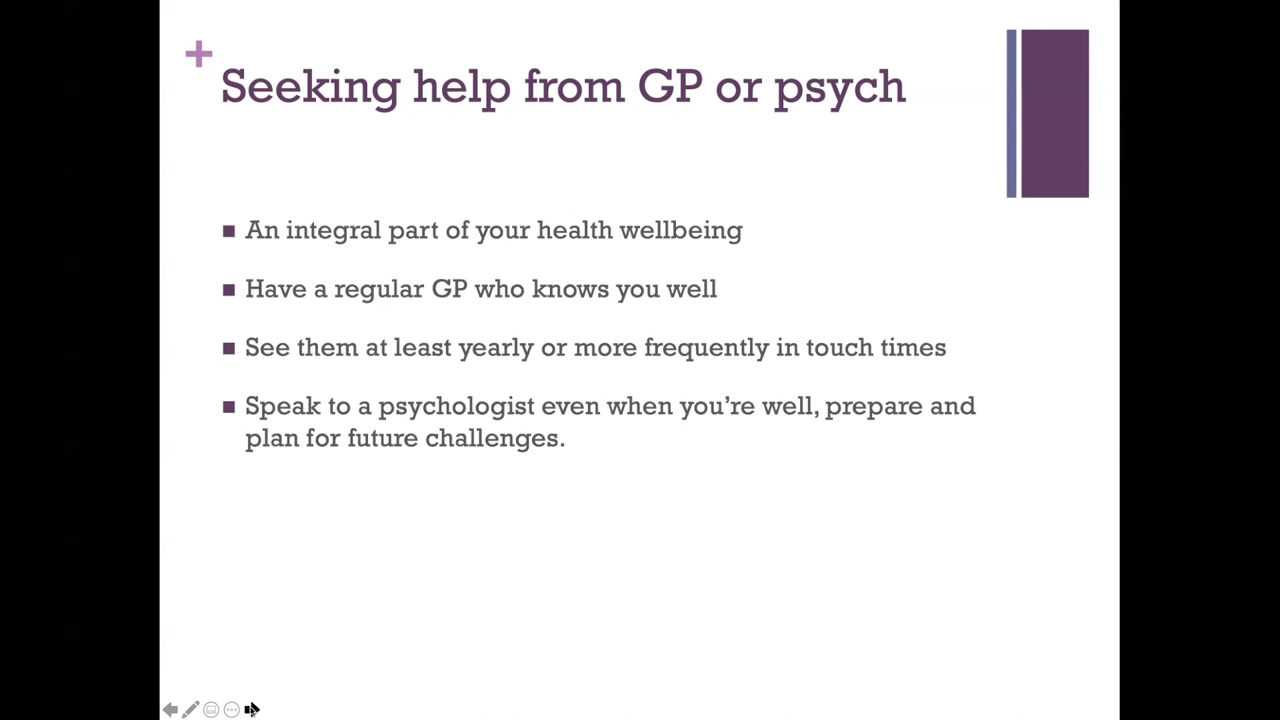 +
Seeking help from GP or psych
■ An integral part of your health wellbeing
■ Have a regular GP who knows you well
■ See them at least yearly or more frequently in touch times
■ Speak to a psychologist even when you’re well, prepare and
plan for future challenges.